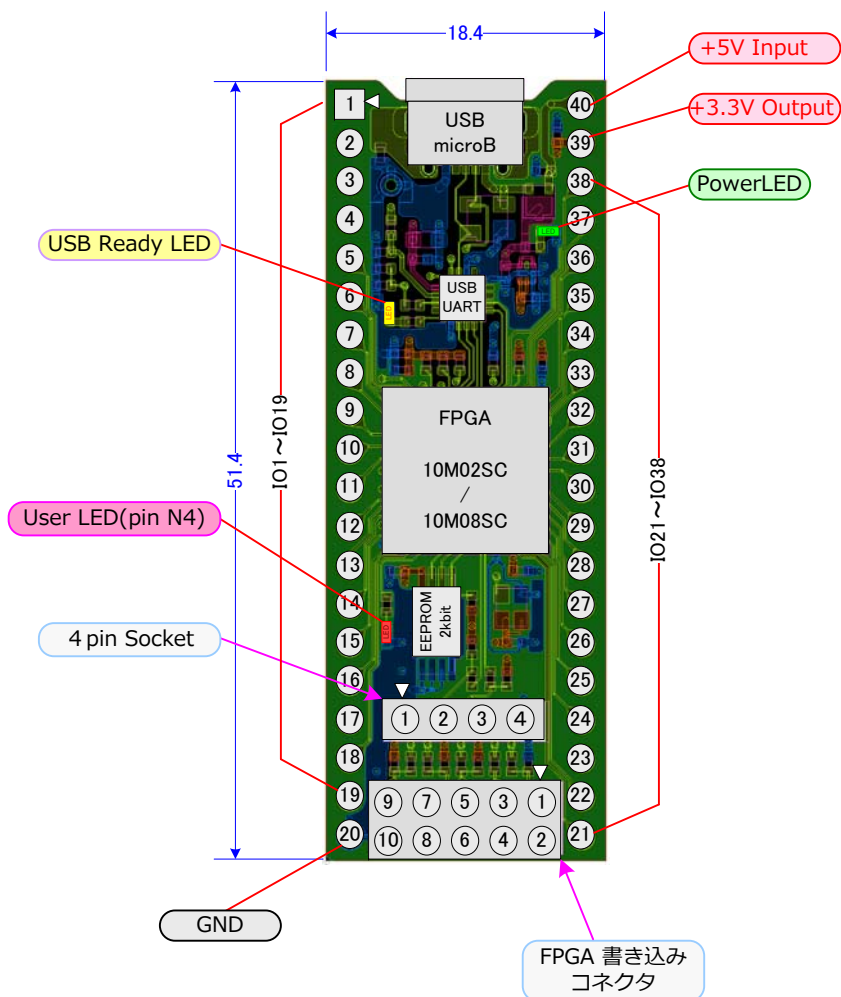 18.4
+5V Input
+3.3V Output
PowerLED
USB
microB
1
2
3
4
5
6
7
8
9
10
11
12
13
14
15
16
17
18
19
20
40
39
38
37
36
35
34
33
32
31
30
29
28
27
26
25
24
23
22
21
USB Ready LED
LED
LED
USB
UART
IO1～IO19
51.4
FPGA
10M02SC
/
10M08SC
IO21～IO38
User LED(pin N4)
LED
EEPROM
2kbit
4 pin Socket
1 2 3 4
9 7 5 3 1
10 8 6 4 2
GND
FPGA 書き込み
コネクタ